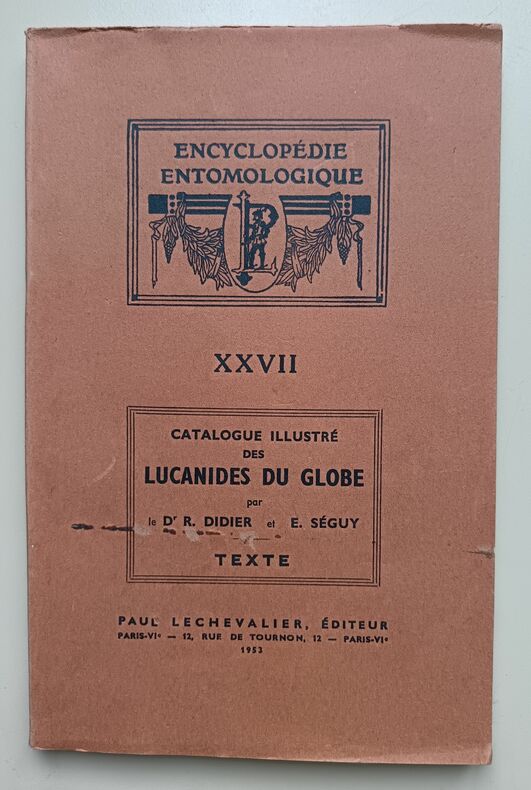 ENCYCLOPÉDIE
ENTOMOLOGIQUE
PL
XXVII
CATALOGUE ILLUSTRÉ
DES
LUCANIDES DU GLOBE
par
le Dr R. DIDIER et E. SÉGUY
TEXTE
PAUL LECHEVALIER, ÉDITEUR
PARIS-VIe — 12, RUE DE TOURNON, 12 — PARIS-VIe
1953